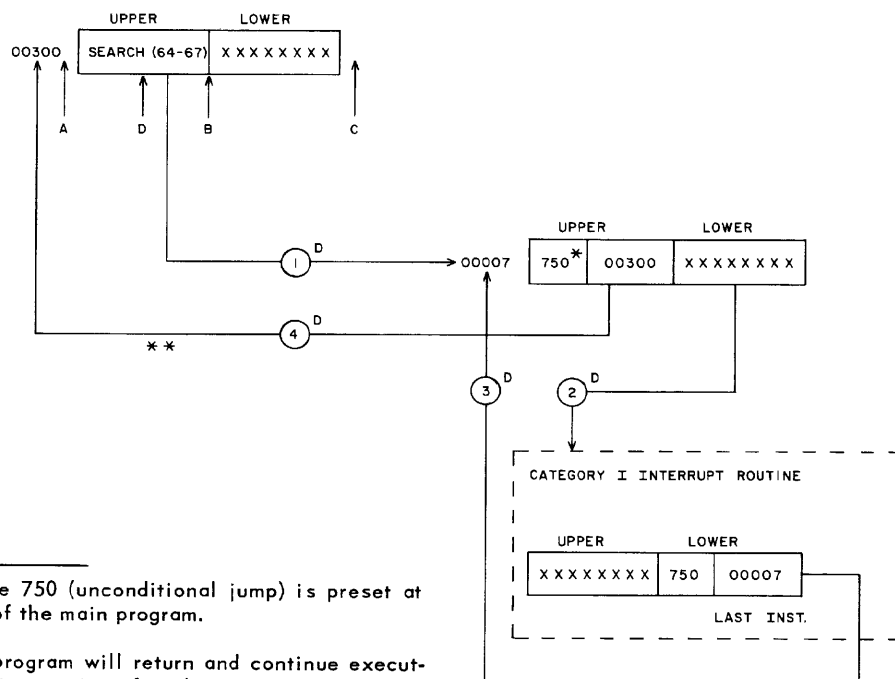 UPPER LOWER
00300 SEARCH (64-67) X X X X X X X X
A D B C
UPPER LOWER
1 D 00007 750* 00300 X X X X X X X X
4 D
**
3 D 2 D
CATEGORY I INTERRUPT ROUTINE
UPPER LOWER
X X X X X X X X 750 00007
LAST INST.
e 750 (unconditional jump) is preset at
of the main program.
program will return and continue execut-